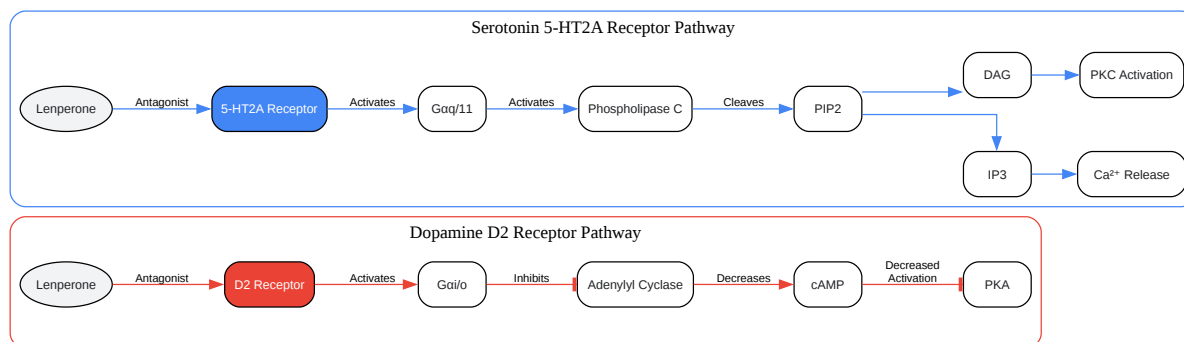 Serotonin 5-HT2A Receptor Pathway
Lenperone
Antagonist
5-HT2A Receptor
Activates
Gαq/11
Activates
Phospholipase C
Cleaves
PIP2
DAG
PKC Activation
IP3
Ca²⁺ Release
Dopamine D2 Receptor Pathway
Lenperone
Antagonist
D2 Receptor
Activates
Gαi/o
Inhibits
Adenylyl Cyclase
Decreases
cAMP
Decreased
Activation
PKA